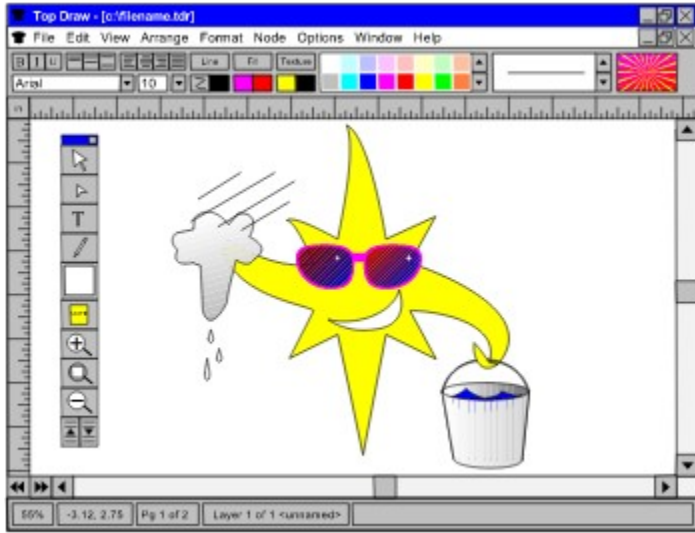 Top Draw - [c:\filename.tdr]
File Edit View Arrange Format Node Options Window Help
B I U Line Fill Texture
Arial 10
in
T
55% -3.12, 2.75 Pg 1 of 2 Layer 1 of 1 <unnamed>